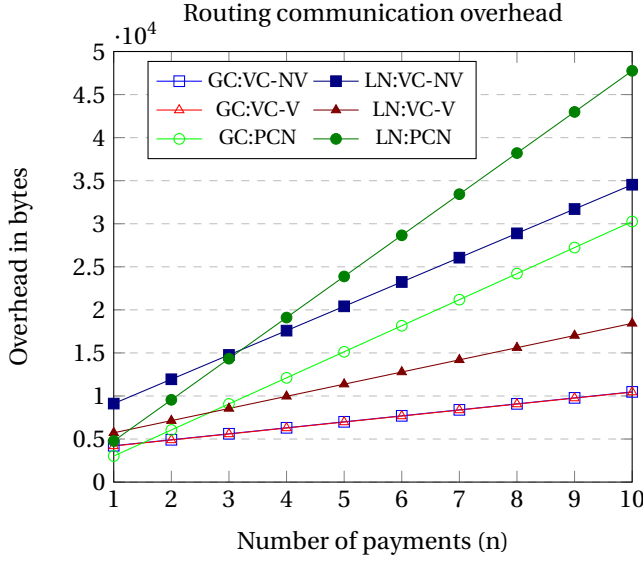 Routing communication overhead
·10⁴
5
4.5
4
3.5
3
2.5
2
1.5
1
0.5
0
Overhead in bytes
GC:VC-NV LN:VC-NV
GC:VC-V LN:VC-V
GC:PCN LN:PCN
1 2 3 4 5 6 7 8 9 10
Number of payments (n)